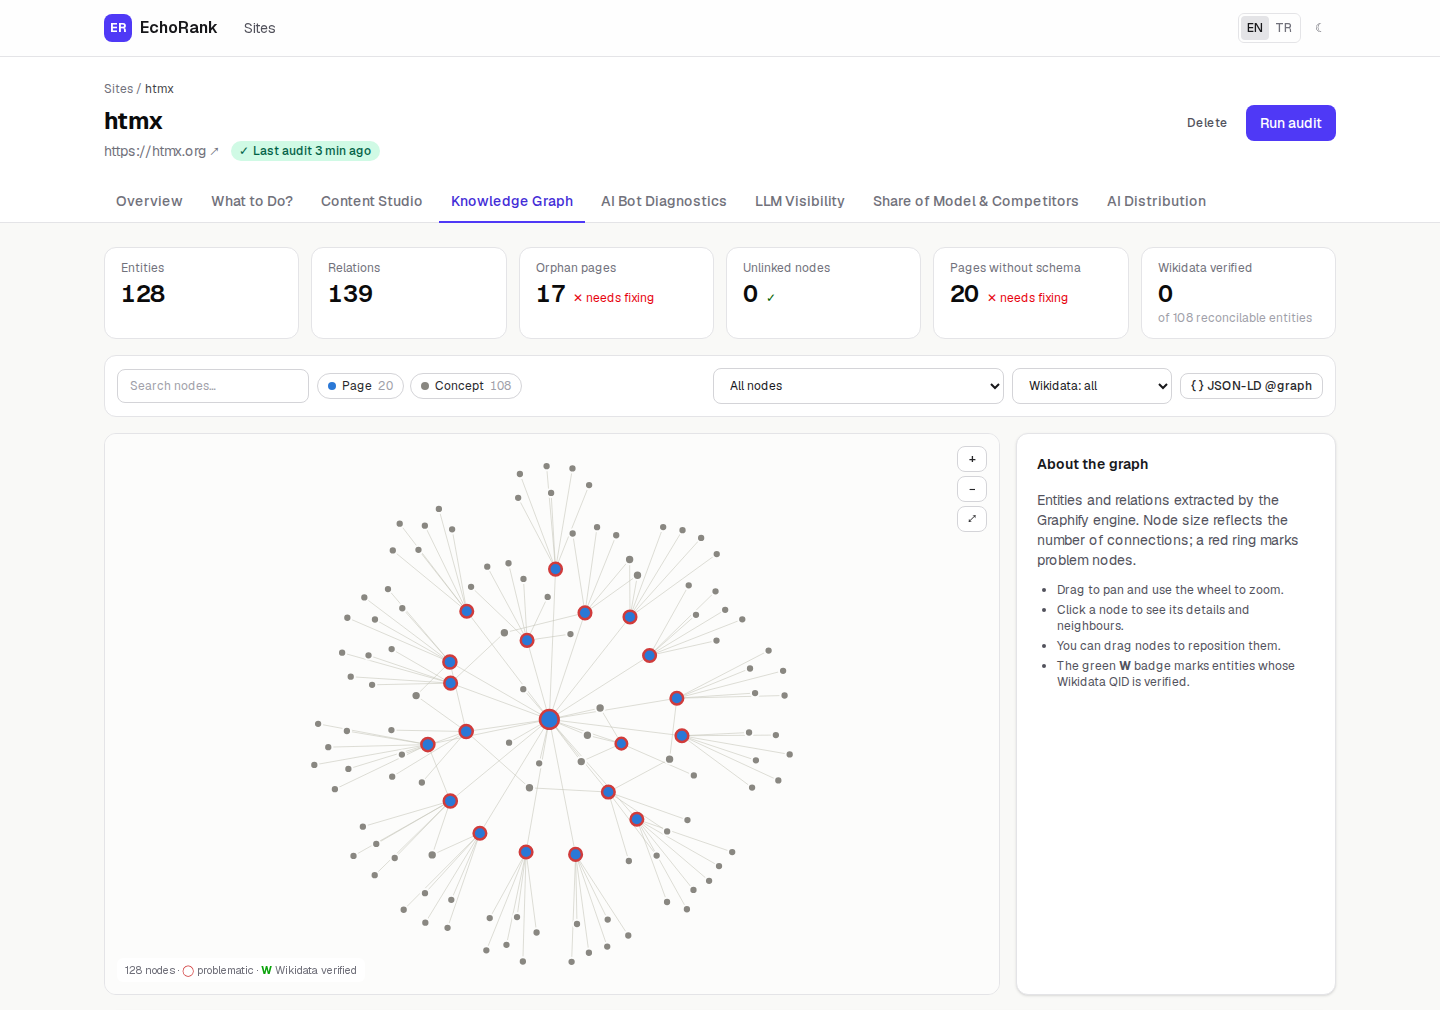 ER EchoRank Sites EN TR
Sites / htmx
htmx
Delete Run audit
https://htmx.org ↗ ✓ Last audit 3 min ago
Overview What to Do? Content Studio Knowledge Graph AI Bot Diagnostics LLM Visibility Share of Model & Competitors AI Distribution
Entities Relations Orphan pages Unlinked nodes Pages without schema Wikidata verified
128 139 17 ✕ needs fixing 0 ✓ 20 ✕ needs fixing 0
of 108 reconcilable entities
Search nodes… Page 20 Concept 108 All nodes Wikidata: all { } JSON-LD @graph
+
−
⤢
About the graph
Entities and relations extracted by the
Graphify engine. Node size reflects the
number of connections; a red ring marks
problem nodes.
• Drag to pan and use the wheel to zoom.
• Click a node to see its details and
neighbours.
• You can drag nodes to reposition them.
• The green W badge marks entities whose
Wikidata QID is verified.
128 nodes · ◯ problematic · W Wikidata verified